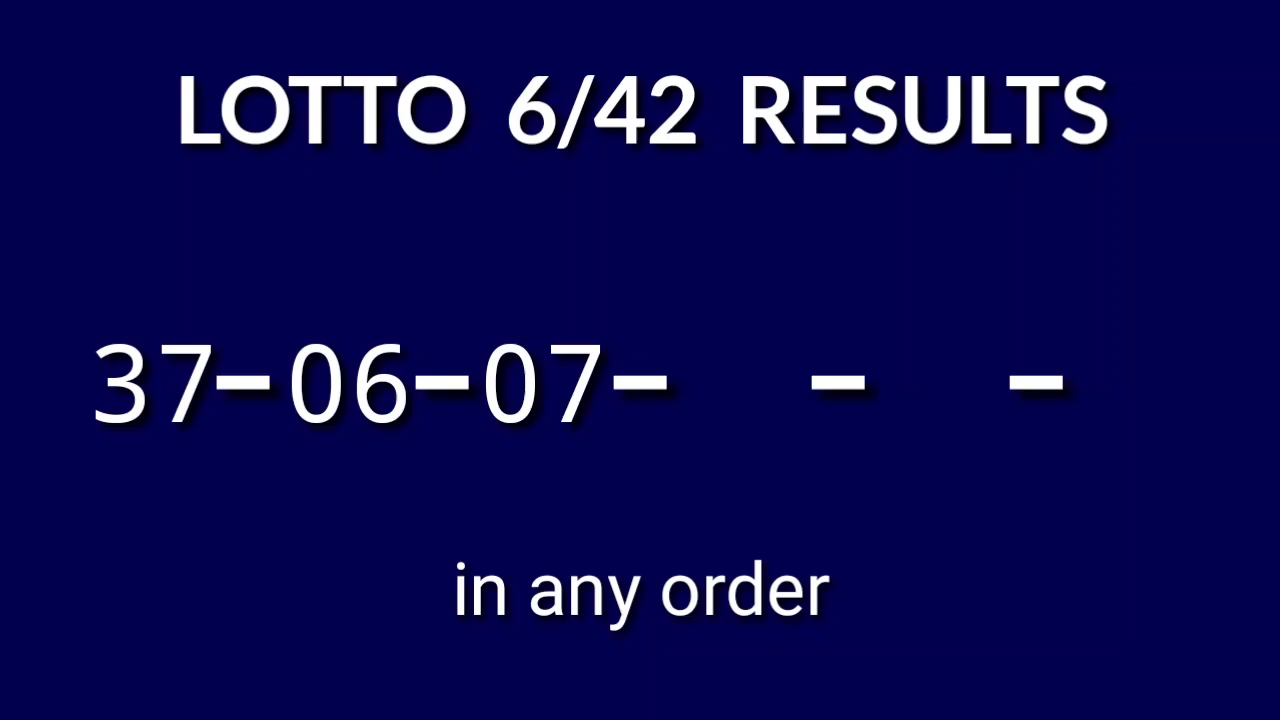 LOTTO 6/42 RESULTS
37-06-07- - -
in any order